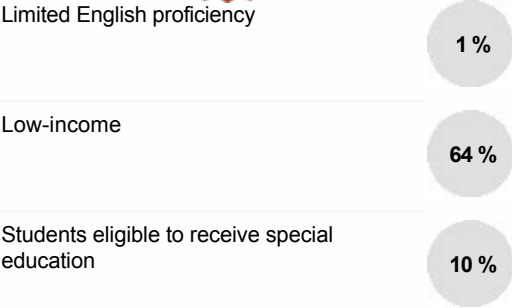 Limited English proficiency
1 %
Low-income
64 %
Students eligible to receive special
education
10 %